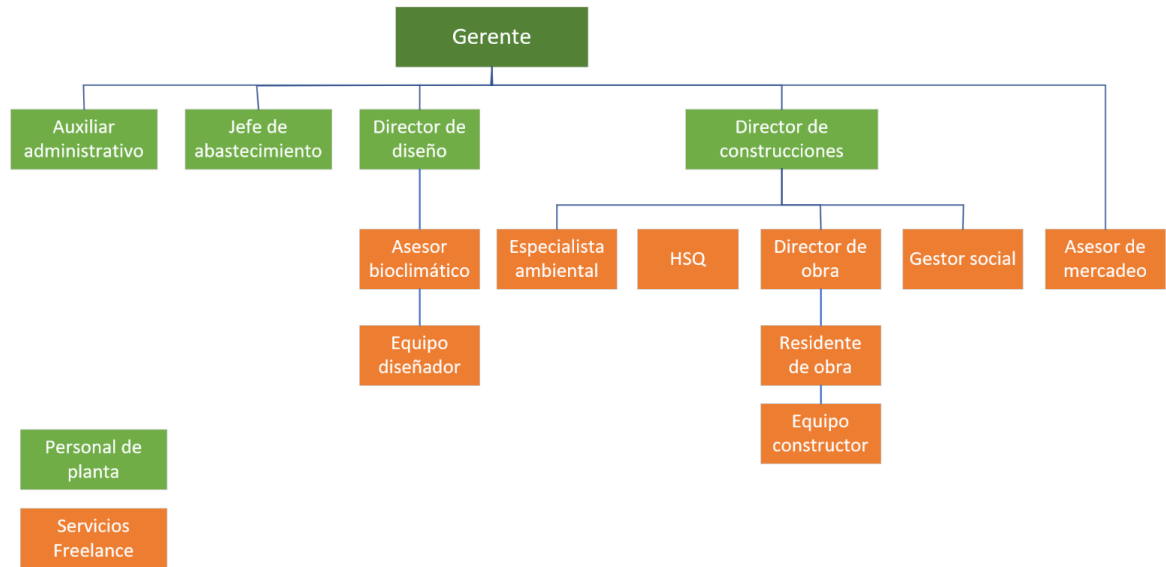 Gerente
Auxiliar
administrativo
Jefe de
abastecimiento
Director de
diseño
Director de
construcciones
Asesor
bioclimático
Especialista
ambiental
HSQ
Director de
obra
Gestor social
Asesor de
mercadeo
Equipo
diseñador
Residente
de obra
Equipo
constructor
Personal de
planta
Servicios
Freelance